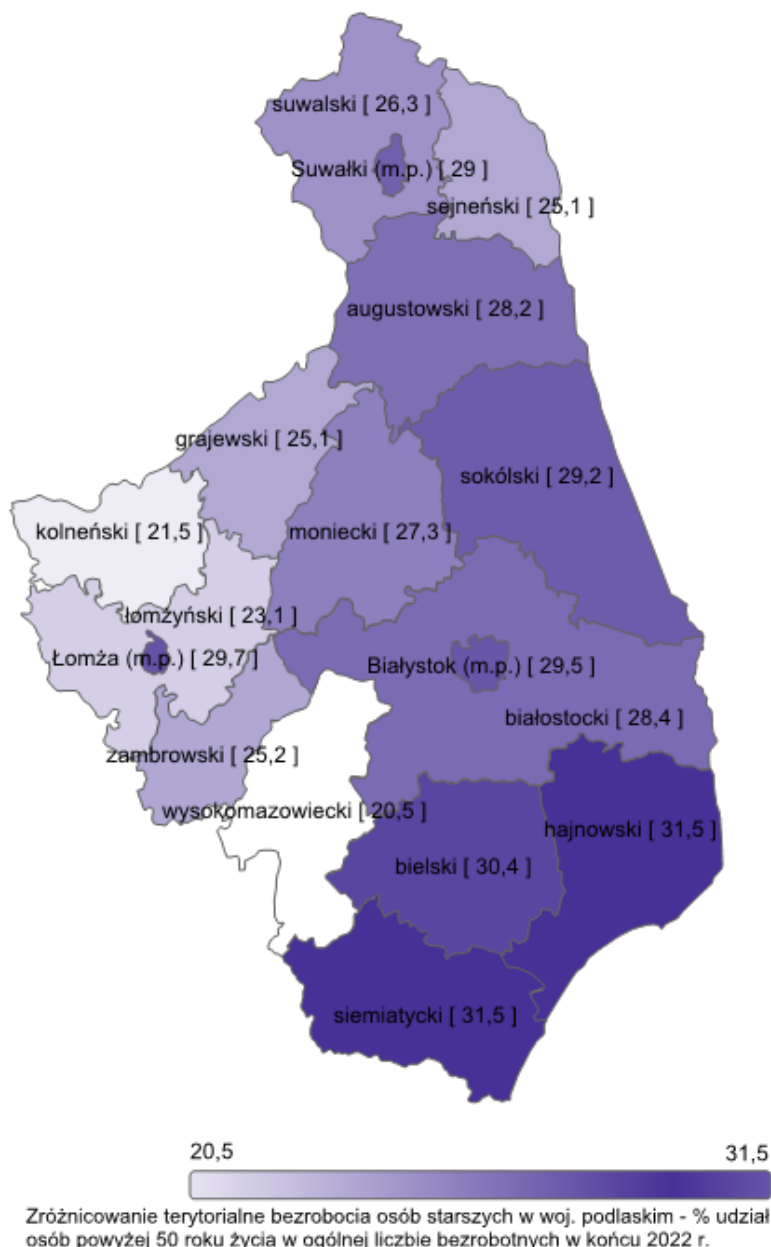 suwalski [ 26,3 ]
Suwałki (m.p.) [ 29 ]
sejneński [ 25,1 ]
augustowski [ 28,2 ]
grajewski [ 25,1 ]
sokólski [ 29,2 ]
kolneński [ 21,5 ]
moniecki [ 27,3 ]
łomżyński [ 23,1 ]
Łomża (m.p.) [ 29,7 ]
Białystok (m.p.) [ 29,5 ]
białostocki [ 28,4 ]
zambrowski [ 25,2 ]
wysokomazowiecki [ 20,5 ]
hajnowski [ 31,5 ]
bielski [ 30,4 ]
siemiatycki [ 31,5 ]
20,5 31,5
Zróżnicowanie terytorialne bezrobocia osób starszych w woj. podlaskim - % udział
osób powyżej 50 roku życia w ogólnej liczbie bezrobotnych w końcu 2022 r.